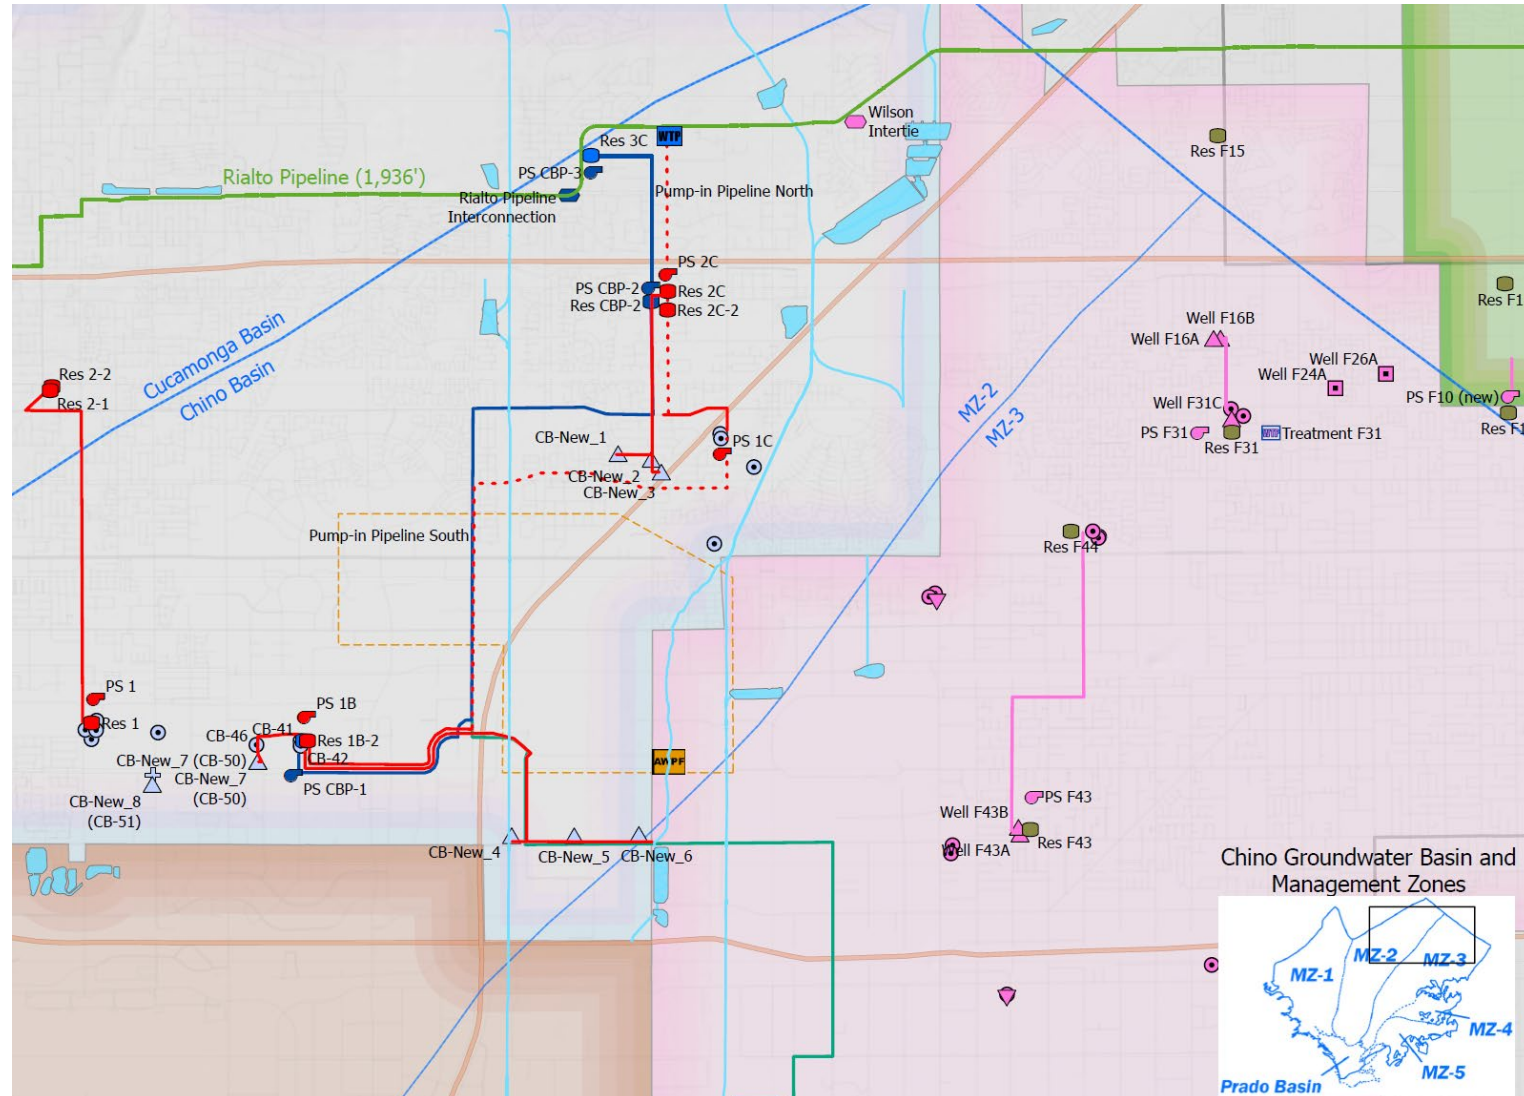 Wilson
Intertie
WTP
Res 3C
PS CBP-3
Res F15
Rialto Pipeline (1,936')
Rialto Pipeline
Interconnection
Pump-in Pipeline North
PS 2C
PS CBP-2
Res 2C
Res CBP-2
Res 2C-2
Res F1
Well F16B
Well F16A
Well F26A
Well F24A
Cucamonga Basin
Chino Basin
Res 2-2
Res 2-1
MZ-2
MZ-3
Well F31C
PS F10 (new)
PS F31
Res F31
Treatment F31
Res F1
CB-New_1
PS 1C
CB-New_2
CB-New_3
Pump-in Pipeline South
Res F44
PS 1
Res 1
PS 1B
CB-46
CB-41
Res 1B-2
CB-42
CB-New_7 (CB-50)
CB-New_7
(CB-50)
PS CBP-1
CB-New_8
(CB-51)
AWPF
PS F43
Well F43B
Well F43A
Res F43
CB-New_4
CB-New_5
CB-New_6
Chino Groundwater Basin and
Management Zones
MZ-1
MZ-2
MZ-3
MZ-4
MZ-5
Prado Basin